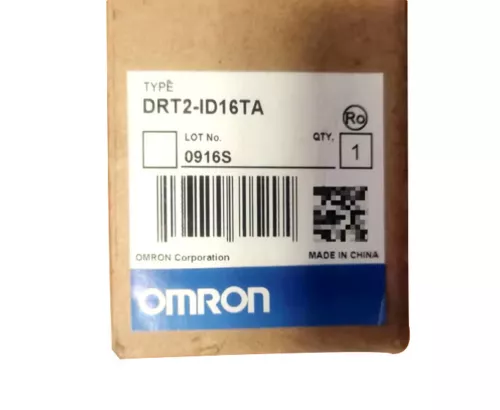 TYPE
DRT2-ID16TA
Ro
LOT No. QTY.
0916S 1
OMRON Corporation MADE IN CHINA
OMRON